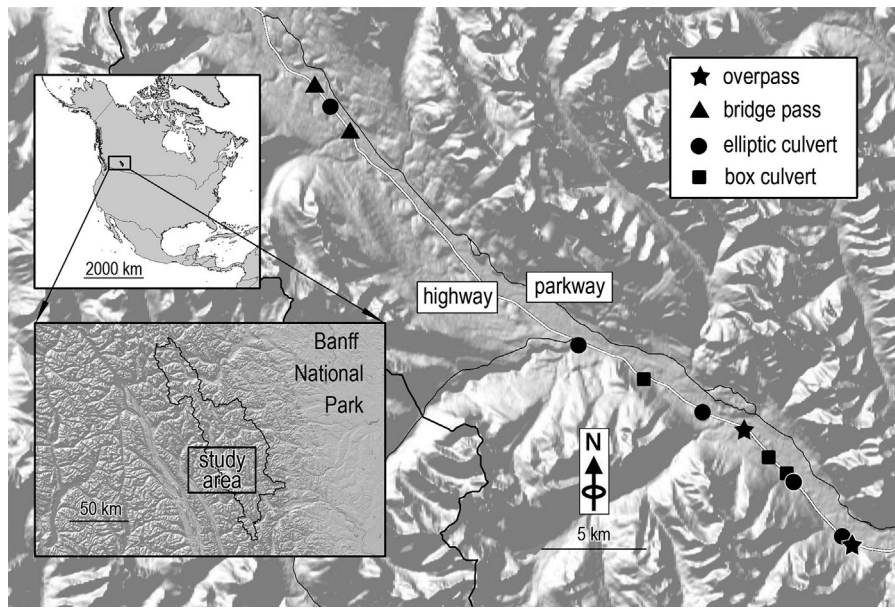 overpass
bridge pass
elliptic culvert
box culvert
2000 km
highway
parkway
Banff
National
Park
study
area
50 km
N
5 km